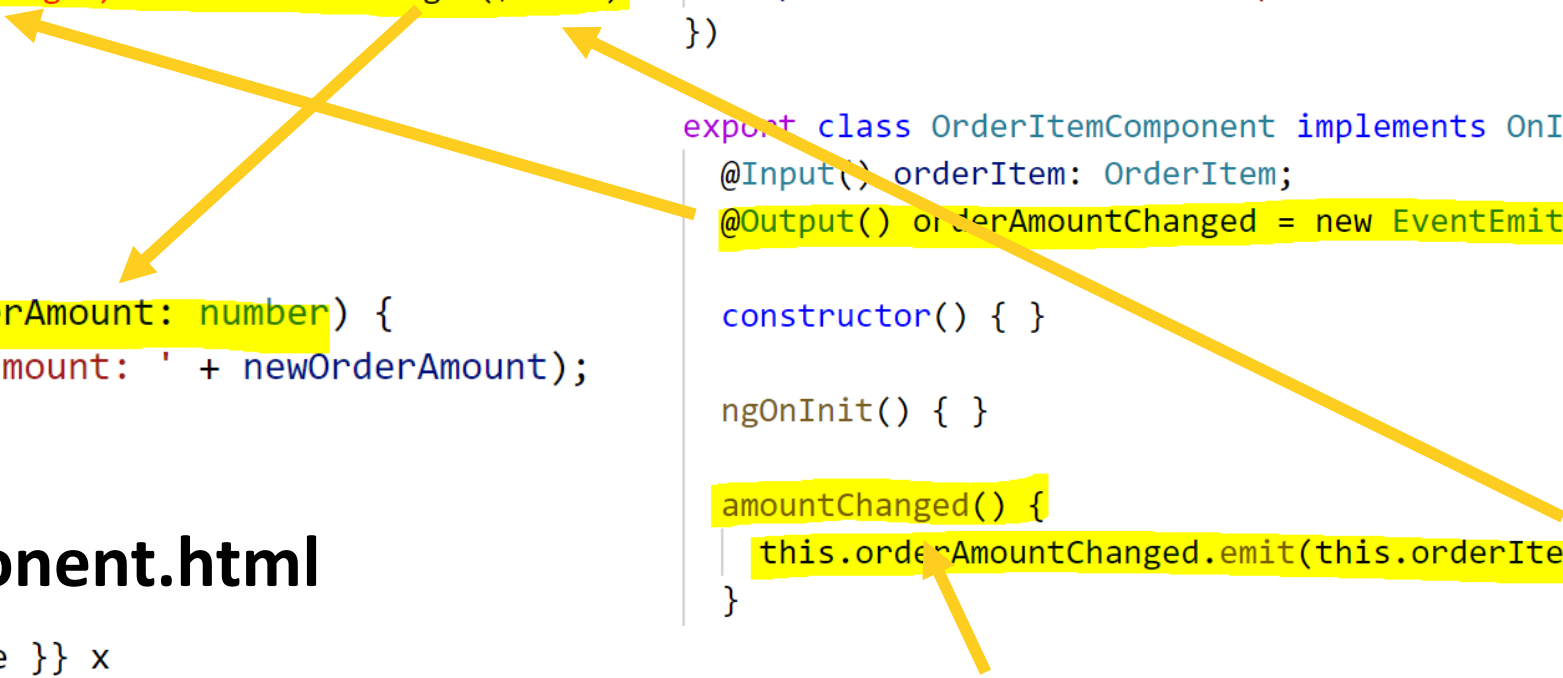 })
export class OrderItemComponent implements OnI
@Input() orderItem: OrderItem;
@Output() orderAmountChanged = new EventEmit
constructor() { }
ngOnInit() { }
amountChanged() {
this.orderAmountChanged.emit(this.orderIte
}
rAmount: number) {
mount: ' + newOrderAmount);
onent.html
e }} x